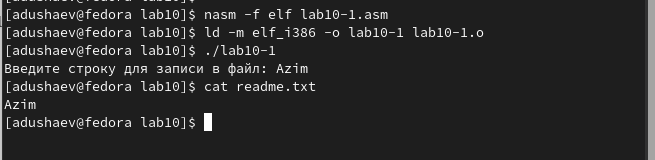 [adushaev@fedora lab10]$ nasm -f elf lab10-1.asm
[adushaev@fedora lab10]$ ld -m elf_i386 -o lab10-1 lab10-1.o
[adushaev@fedora lab10]$ ./lab10-1
Введите строку для записи в файл: Azim
[adushaev@fedora lab10]$ cat readme.txt
Azim
[adushaev@fedora lab10]$